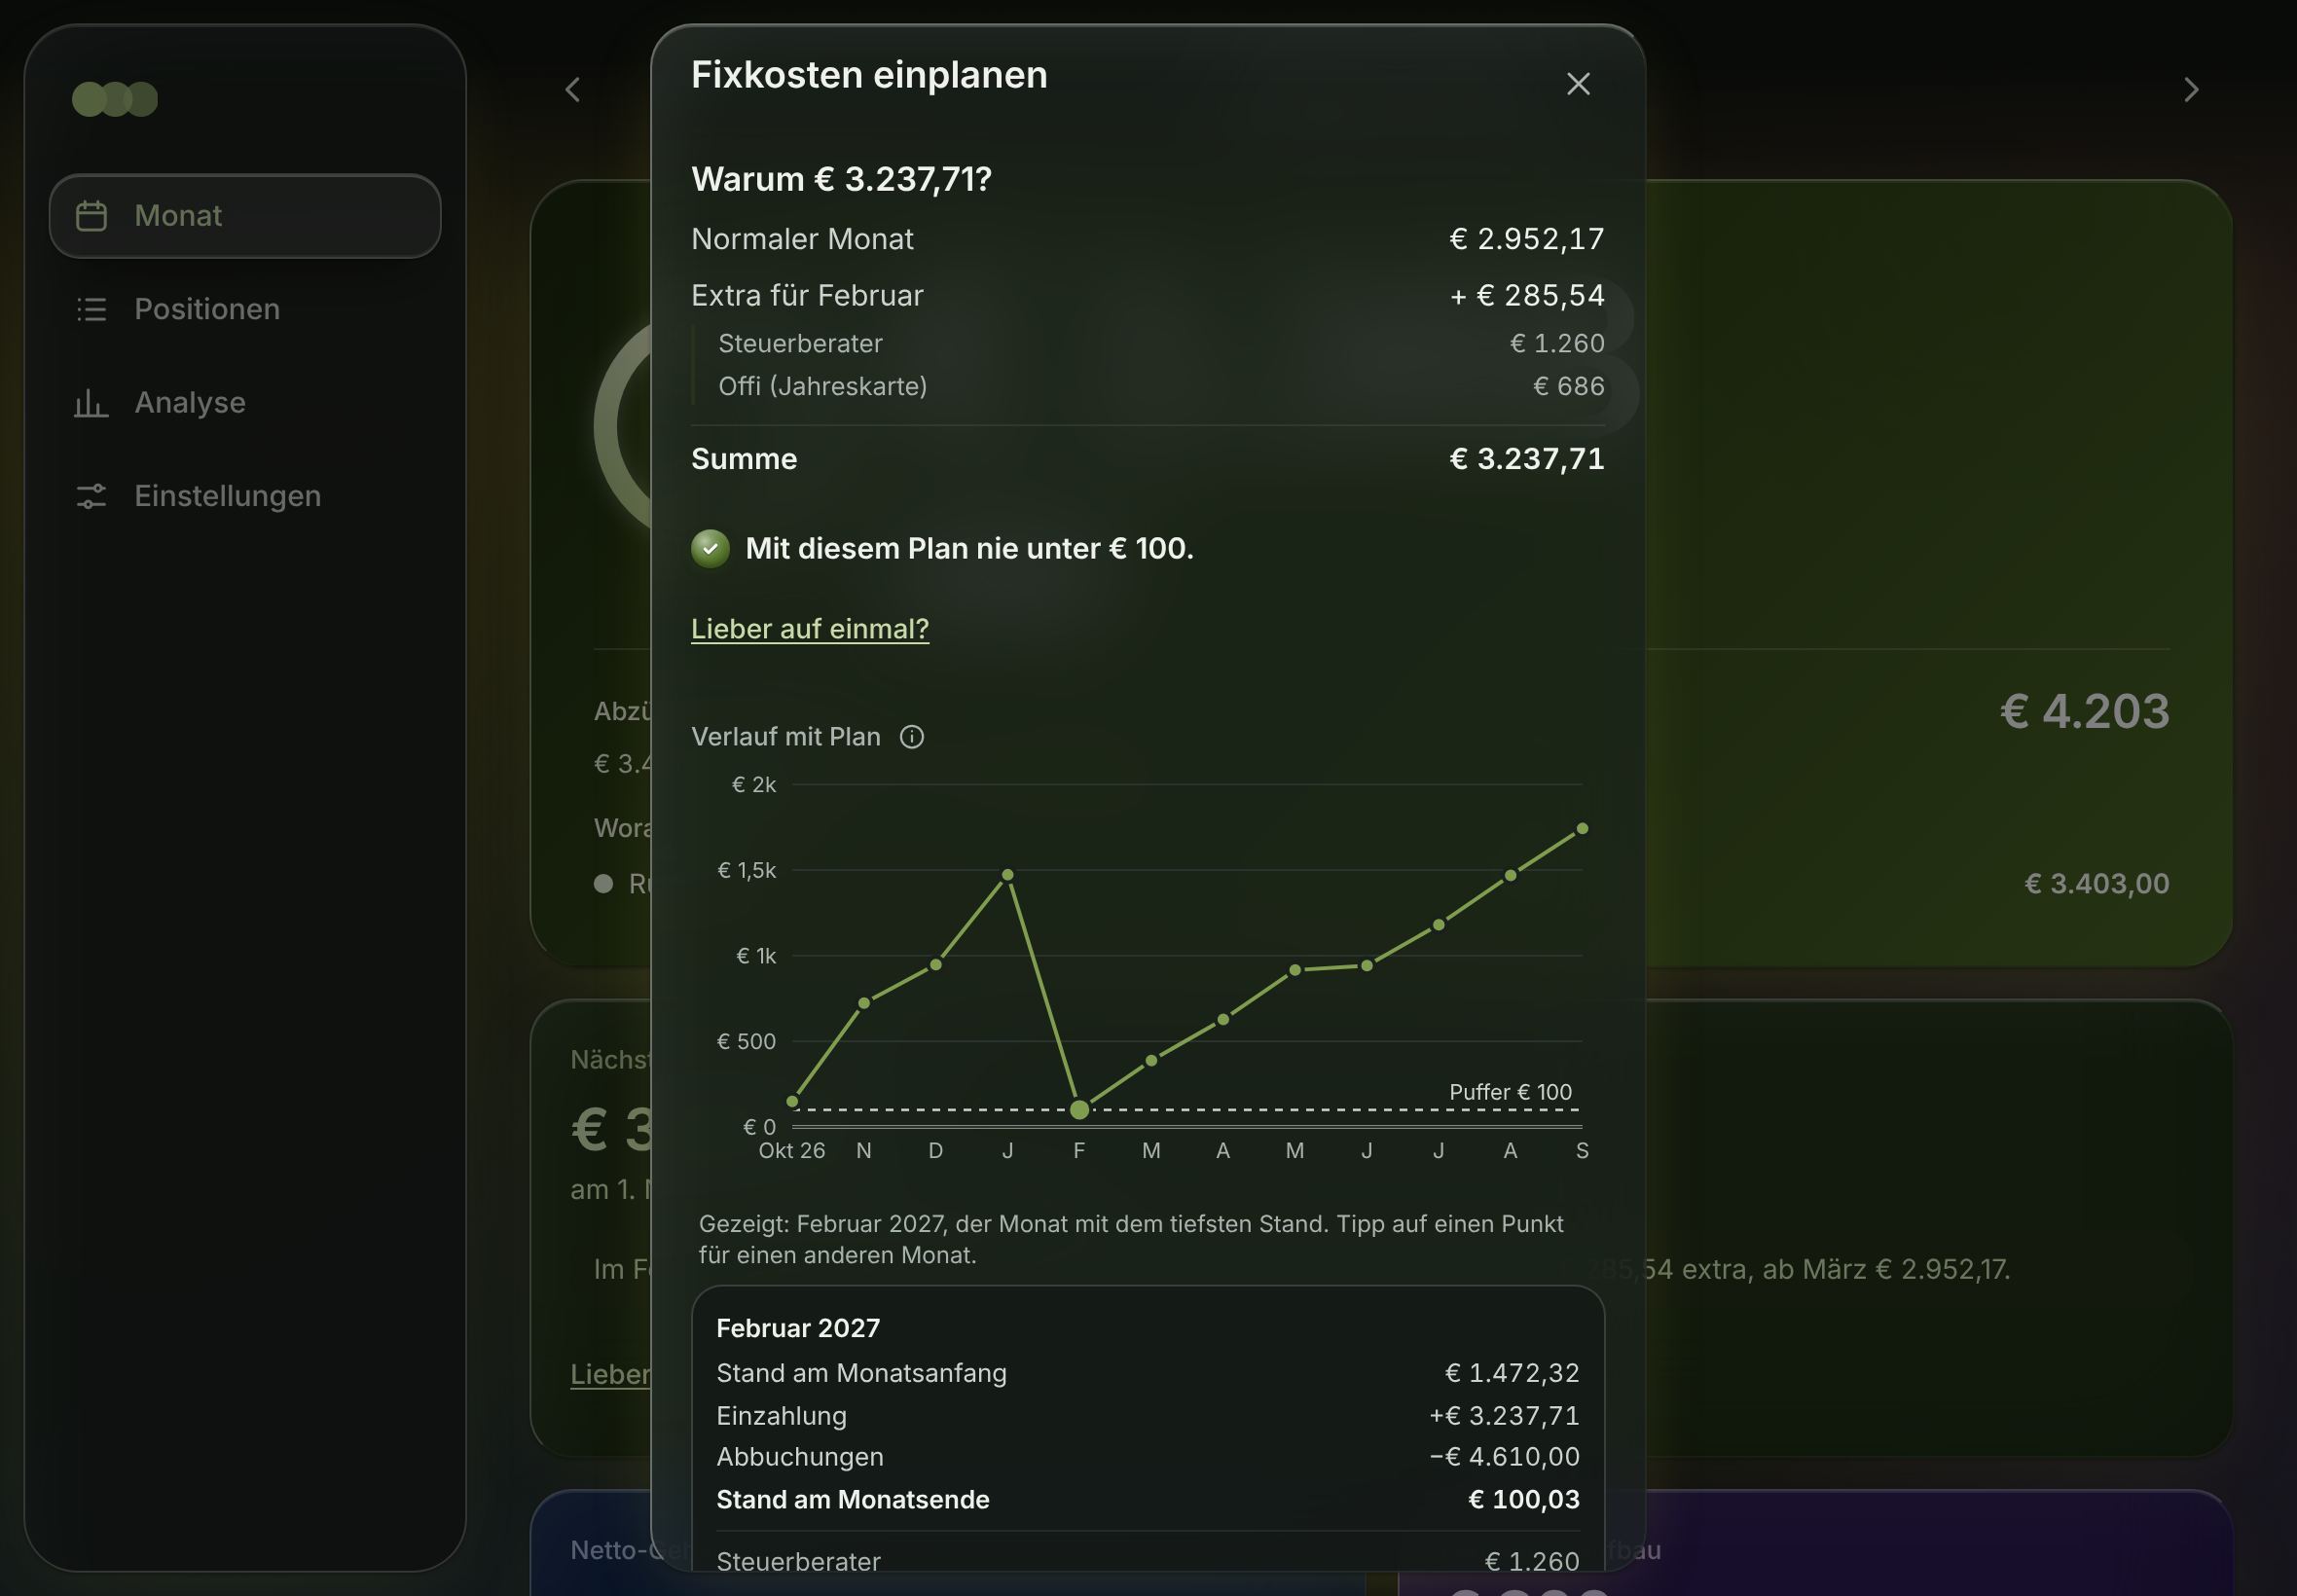 Monat
Positionen
Analyse
Einstellungen
Fixkosten einplanen
Warum € 3.237,71?
Normaler Monat € 2.952,17
Extra für Februar + € 285,54
Steuerberater € 1.260
Offi (Jahreskarte) € 686
Summe € 3.237,71
Mit diesem Plan nie unter € 100.
Lieber auf einmal?
Verlauf mit Plan
€ 2k
€ 1,5k
€ 1k
€ 500
Puffer € 100
€ 0
Okt 26 N D J F M A M J J A S
Gezeigt: Februar 2027, der Monat mit dem tiefsten Stand. Tipp auf einen Punkt
für einen anderen Monat.
Februar 2027
Stand am Monatsanfang € 1.472,32
Einzahlung +€ 3.237,71
Abbuchungen −€ 4.610,00
Stand am Monatsende € 100,03
Steuerberater € 1.260
€ 4.203
€ 3.403,00
Lieber
am 1.
Im
extra, ab März € 2.952,17.